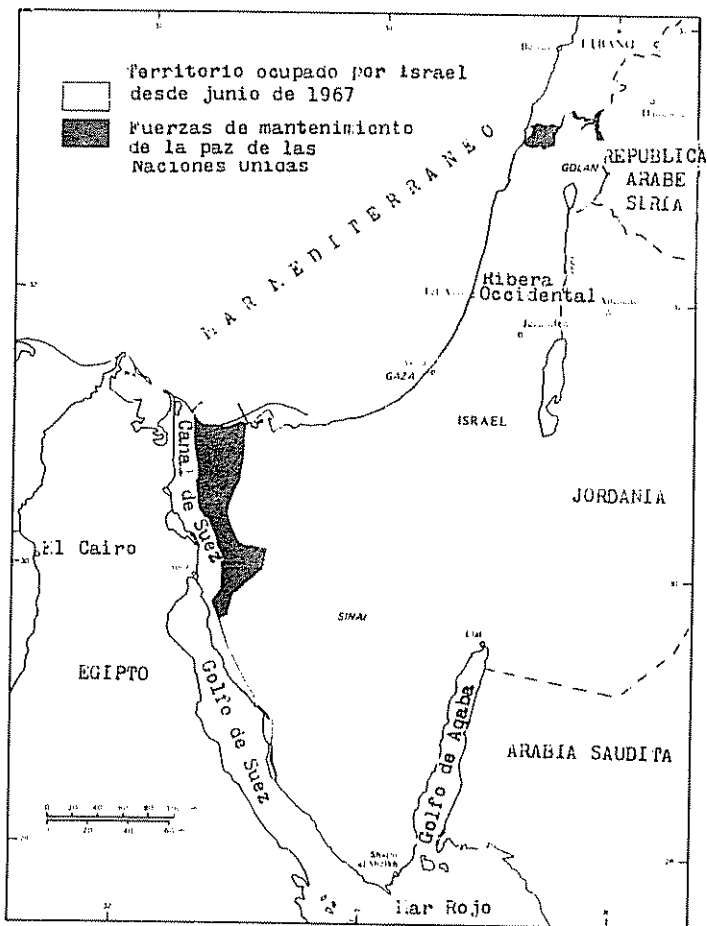 Territorio ocupado por Israel
desde junio de 1967
Fuerzas de mantenimiento
de la paz de las
Naciones Unidas
MAR MEDITERRANEO
LIBANO
GOLAN
REPUBLICA
ARABE
SIRIA
Ribera
Occidental
GAZA
ISRAEL
JORDANIA
Canal de Suez
El Cairo
SINAI
EGIPTO
Golfo de Suez
Golfo de Aqaba
ARABIA SAUDITA
Mar Rojo